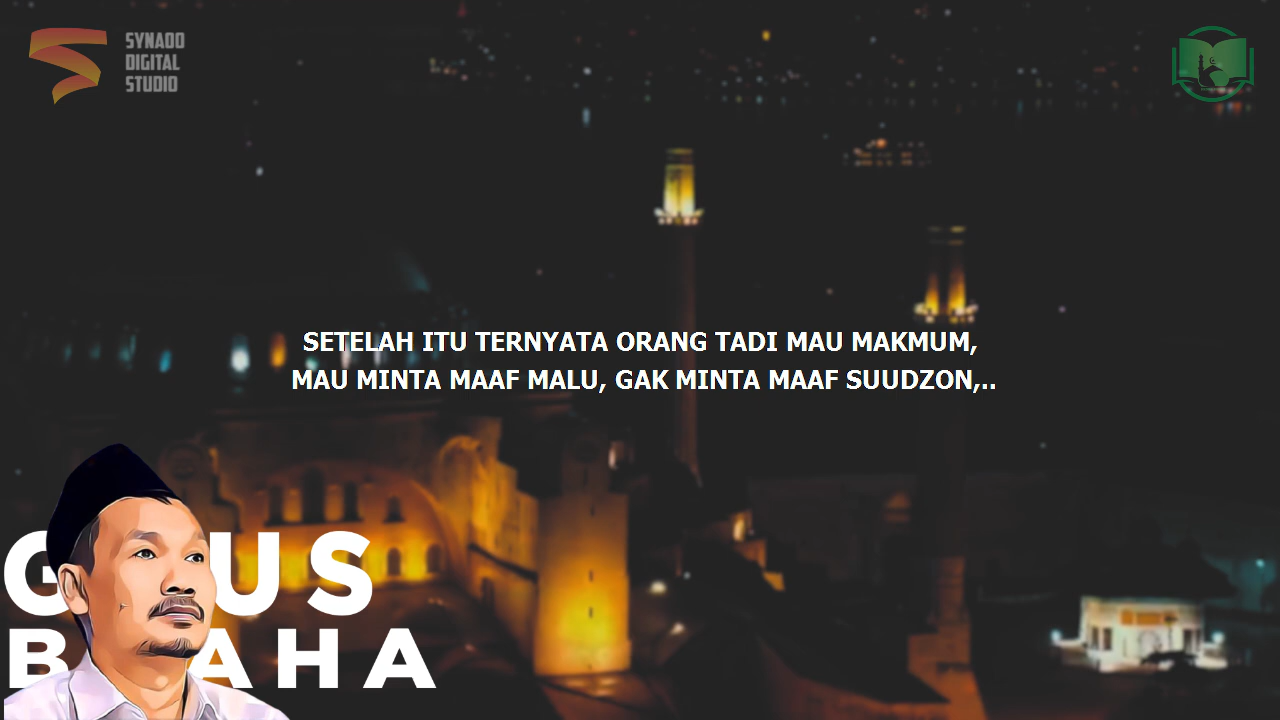 SYNADO
DIGITAL
STUDIO
SETELAH ITU TERNYATA ORANG TADI MAU MAKMUM,
MAU MINTA MAAF MALU, GAK MINTA MAAF SUUDZON,..
GUS
BAHA